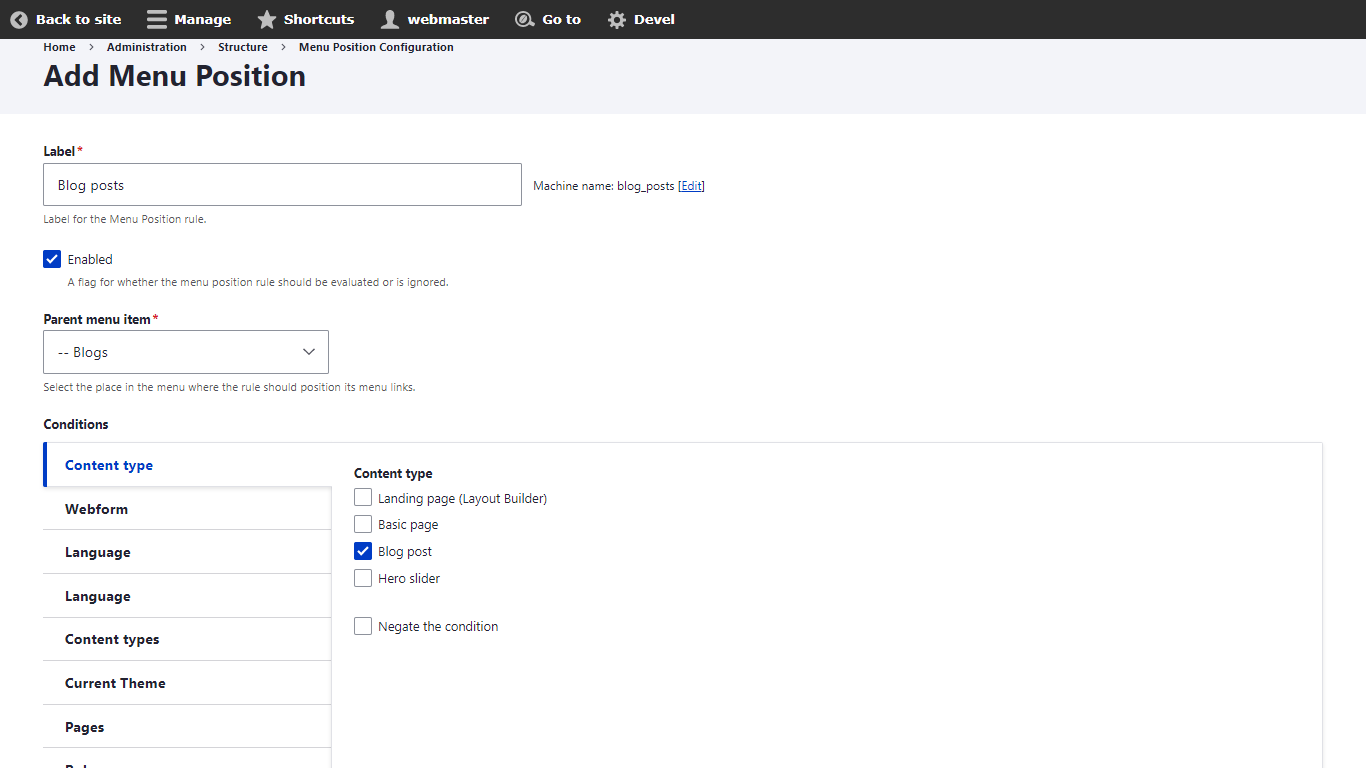 Back to site Manage Shortcuts webmaster Go to Devel
Home > Administration > Structure > Menu Position Configuration
Add Menu Position
Label*
Blog posts
Machine name: blog_posts [Edit]
Label for the Menu Position rule.
Enabled
A flag for whether the menu position rule should be evaluated or is ignored.
Parent menu item*
-- Blogs
Select the place in the menu where the rule should position its menu links.
Conditions
Content type
Webform
Language
Language
Content types
Current Theme
Pages
Content type
Landing page (Layout Builder)
Basic page
Blog post
Hero slider
Negate the condition